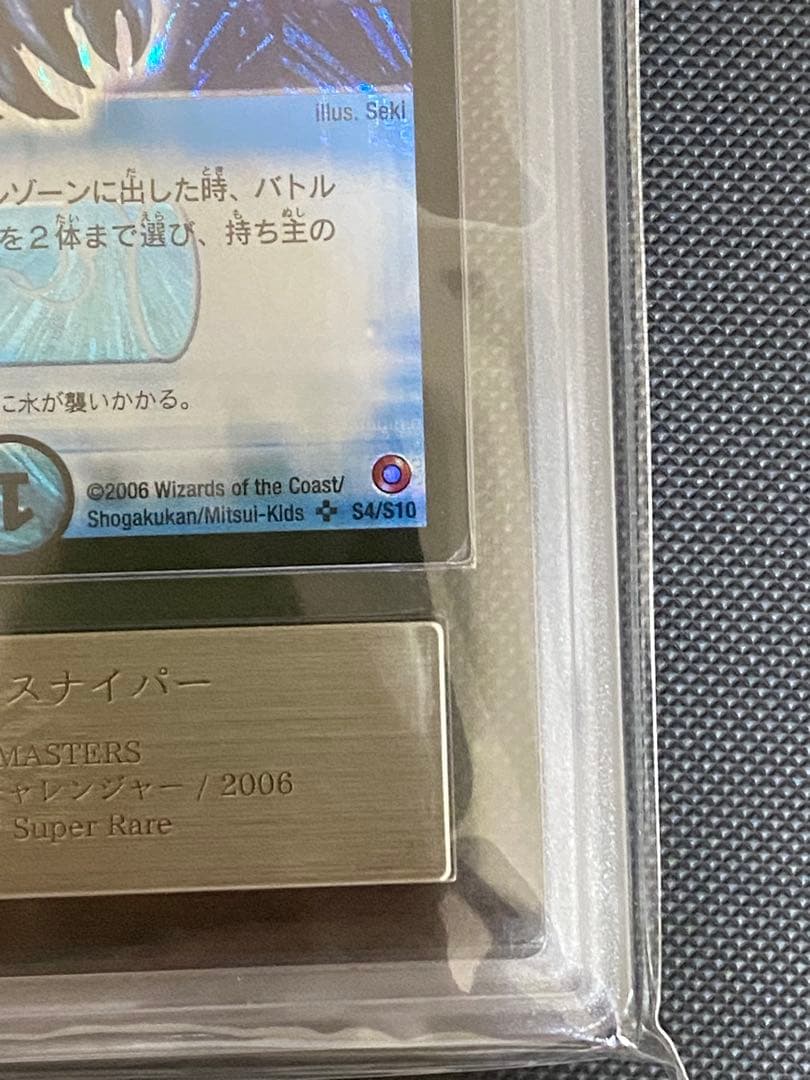 illus. Seki
ルゾーンに出した時、バトル
を２体まで選び、持ち主の
に水が襲いかかる。
1
©2006 Wizards of the Coast/
Shogakukan/Mitsui-Kids S4/S10
スナイパー
MASTERS
チャレンジャー / 2006
Super Rare